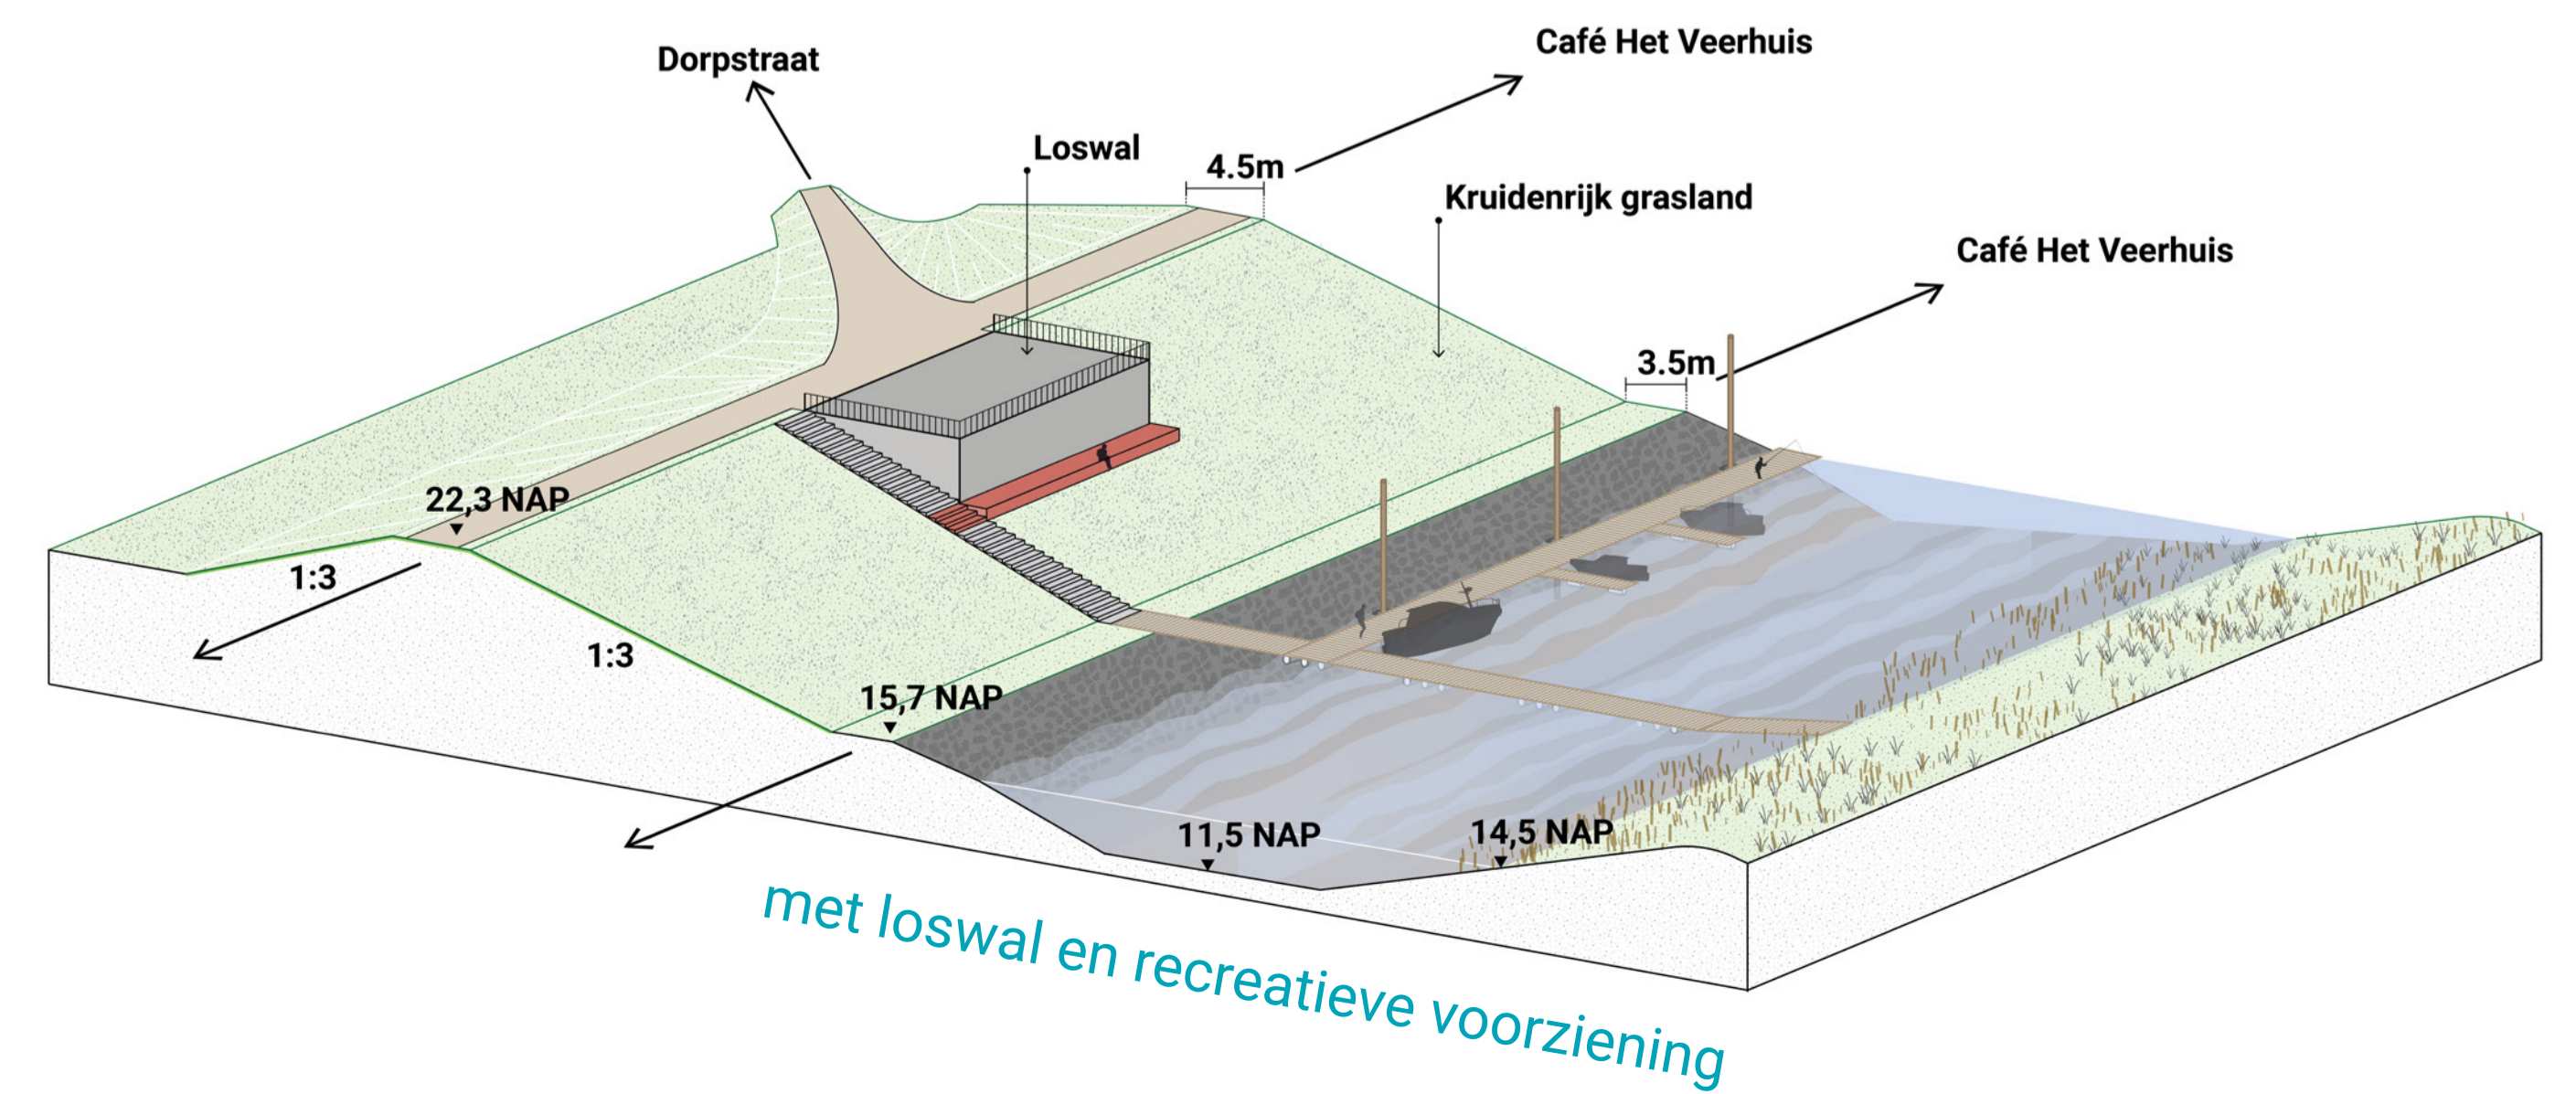 Café Het Veerhuis
Dorpstraat
Loswal
4.5m
Kruidenrijk grasland
Café Het Veerhuis
3.5m
22,3 NAP
1:3
1:3
15,7 NAP
11,5 NAP
14,5 NAP
met loswal en recreatieve voorziening